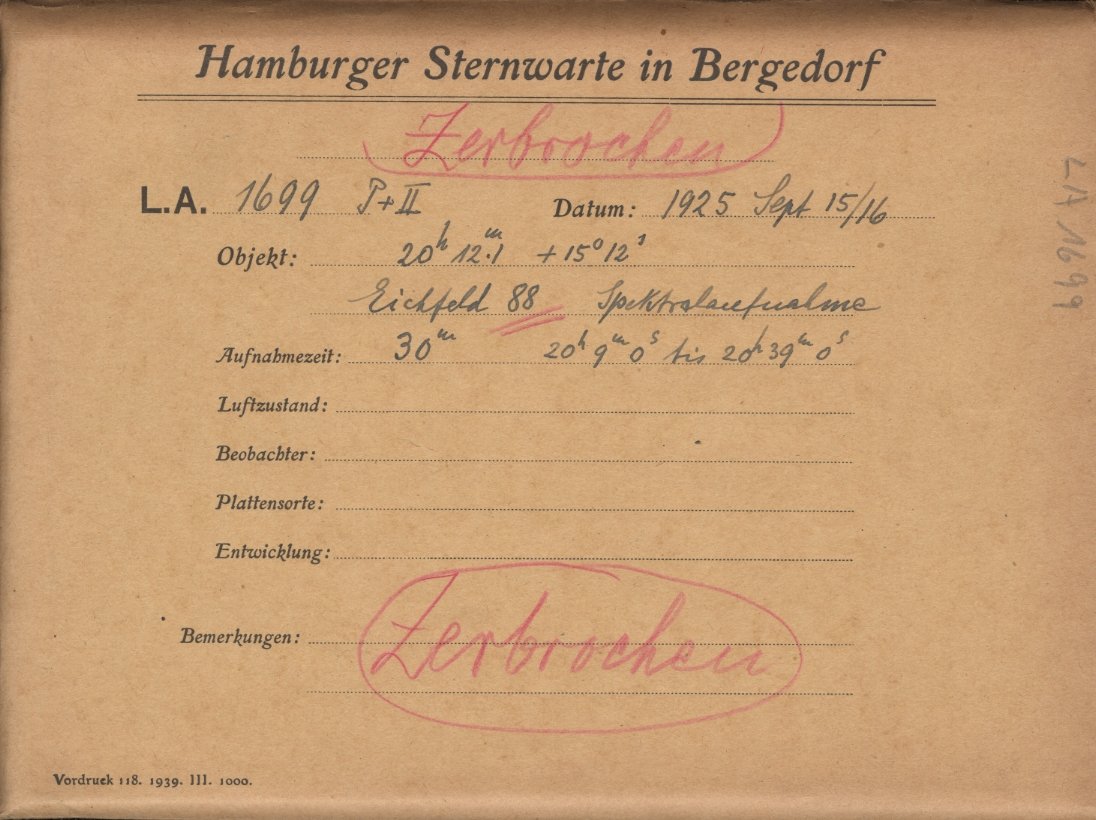 Hamburger Sternwarte in Bergedorf
Zerbrochen
L.A. 1699 P+II Datum: 1925 Sept 15/16
Objekt: 20h 12m.1 +15° 12'
Eichfeld 88 Spektralaufnahme
Aufnahmezeit: 30m 20h 9m 0s bis 20h 39m 0s
Luftzustand:
Beobachter:
Plattensorte:
Entwicklung:
Bemerkungen: Zerbrochen
Vordruck 118. 1939. III. 1000.
LA 1699